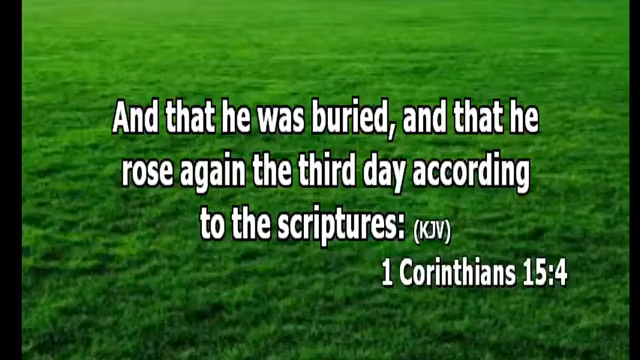 And that he was buried, and that he
rose again the third day according
to the scriptures: (KJV)
1 Corinthians 15:4